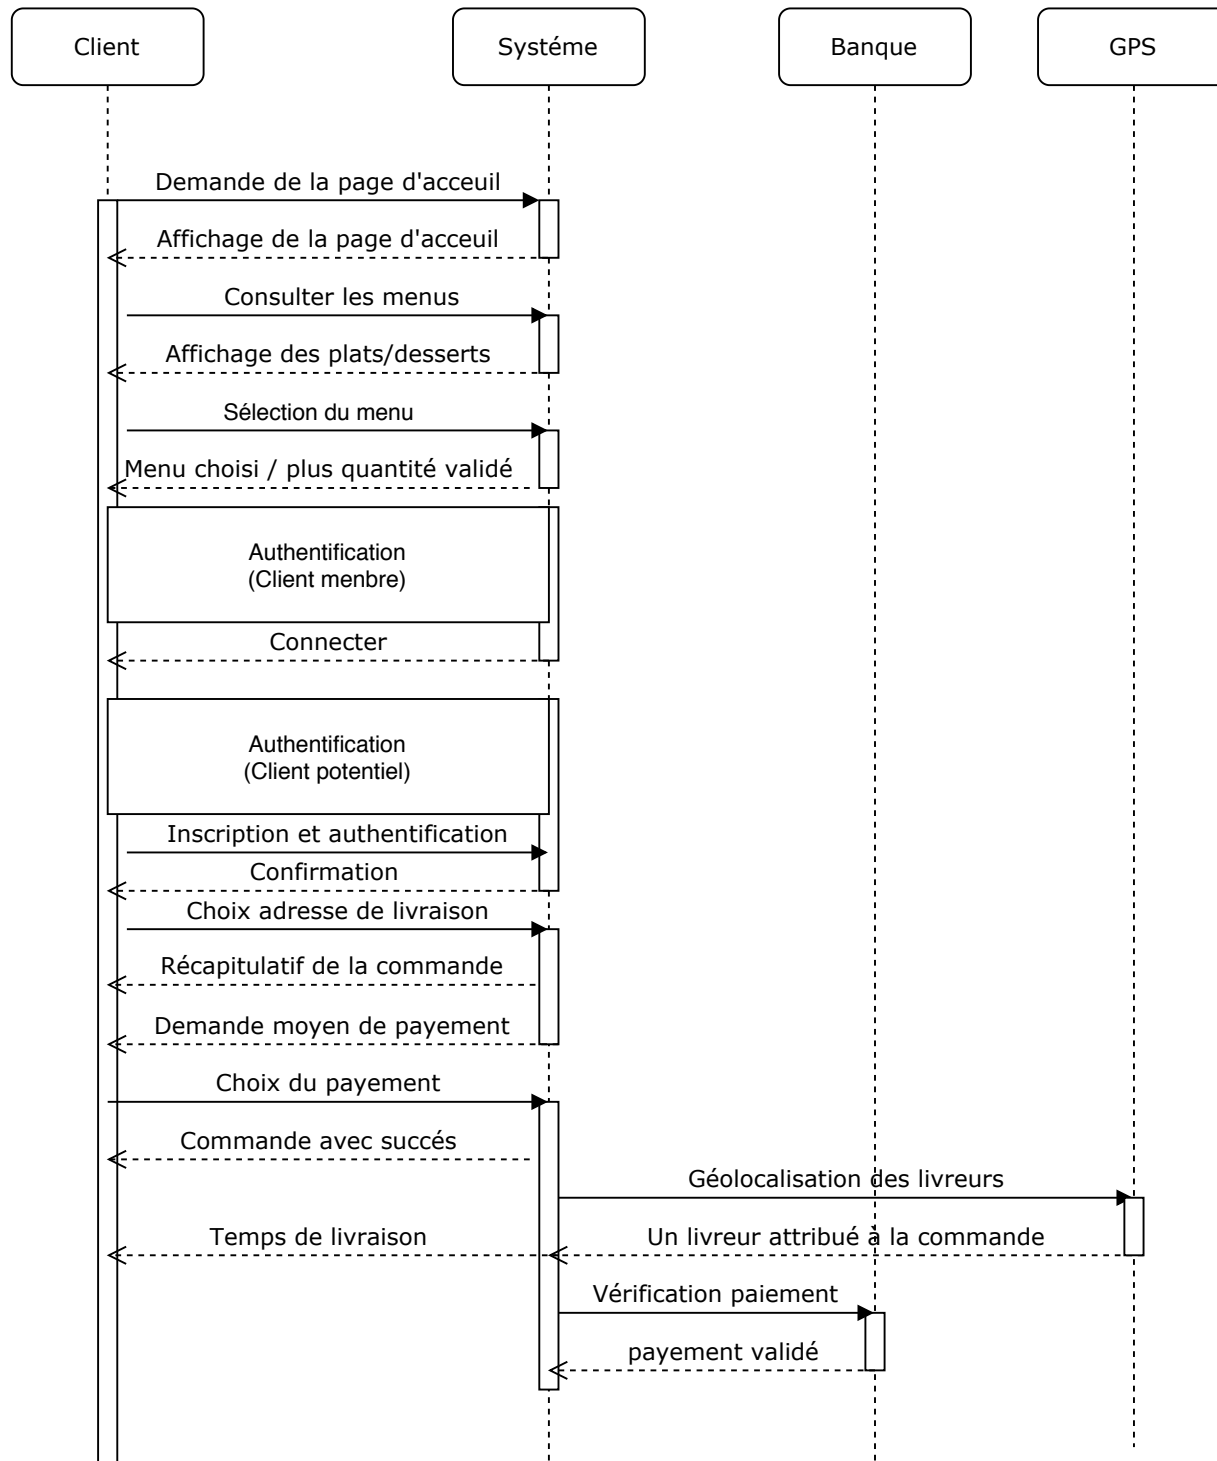 Client
Systéme
Banque
GPS
Demande de la page d'acceuil
Affichage de la page d'acceuil
Consulter les menus
Affichage des plats/desserts
Sélection du menu
Menu choisi / plus quantité validé
Authentification
(Client menbre)
Connecter
Authentification
(Client potentiel)
Inscription et authentification
Confirmation
Choix adresse de livraison
Récapitulatif de la commande
Demande moyen de payement
Choix du payement
Commande avec succés
Géolocalisation des livreurs
Temps de livraison
Un livreur attribué à la commande
Vérification paiement
payement validé